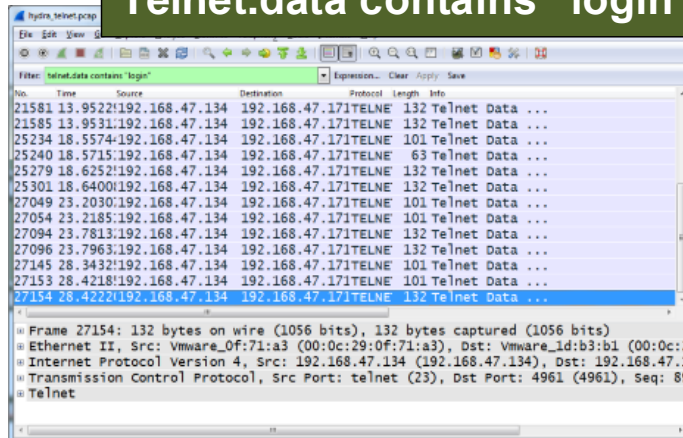 Telnet.data contains "login
hydra_telnet.pcap
File Edit View G
Filter: telnet.data contains "login" Expression... Clear Apply Save
No. Time Source Destination Protocol Length Info
21581 13.9522 192.168.47.134 192.168.47.171 TELNE 132 Telnet Data ...
21585 13.9531 192.168.47.134 192.168.47.171 TELNE 132 Telnet Data ...
25234 18.5574 192.168.47.134 192.168.47.171 TELNE 101 Telnet Data ...
25240 18.5715 192.168.47.134 192.168.47.171 TELNE 63 Telnet Data ...
25279 18.6252 192.168.47.134 192.168.47.171 TELNE 132 Telnet Data ...
25301 18.6400 192.168.47.134 192.168.47.171 TELNE 132 Telnet Data ...
27049 23.2030 192.168.47.134 192.168.47.171 TELNE 101 Telnet Data ...
27054 23.2185 192.168.47.134 192.168.47.171 TELNE 101 Telnet Data ...
27094 23.7813 192.168.47.134 192.168.47.171 TELNE 132 Telnet Data ...
27096 23.7963 192.168.47.134 192.168.47.171 TELNE 132 Telnet Data ...
27145 28.3432 192.168.47.134 192.168.47.171 TELNE 101 Telnet Data ...
27153 28.4218 192.168.47.134 192.168.47.171 TELNE 101 Telnet Data ...
27154 28.4222 192.168.47.134 192.168.47.171 TELNE 132 Telnet Data ...
Frame 27154: 132 bytes on wire (1056 bits), 132 bytes captured (1056 bits)
Ethernet II, Src: Vmware_0f:71:a3 (00:0c:29:0f:71:a3), Dst: Vmware_1d:b3:b1 (00:0c:
Internet Protocol Version 4, Src: 192.168.47.134 (192.168.47.134), Dst: 192.168.47.
Transmission Control Protocol, Src Port: telnet (23), Dst Port: 4961 (4961), Seq: 8
Telnet